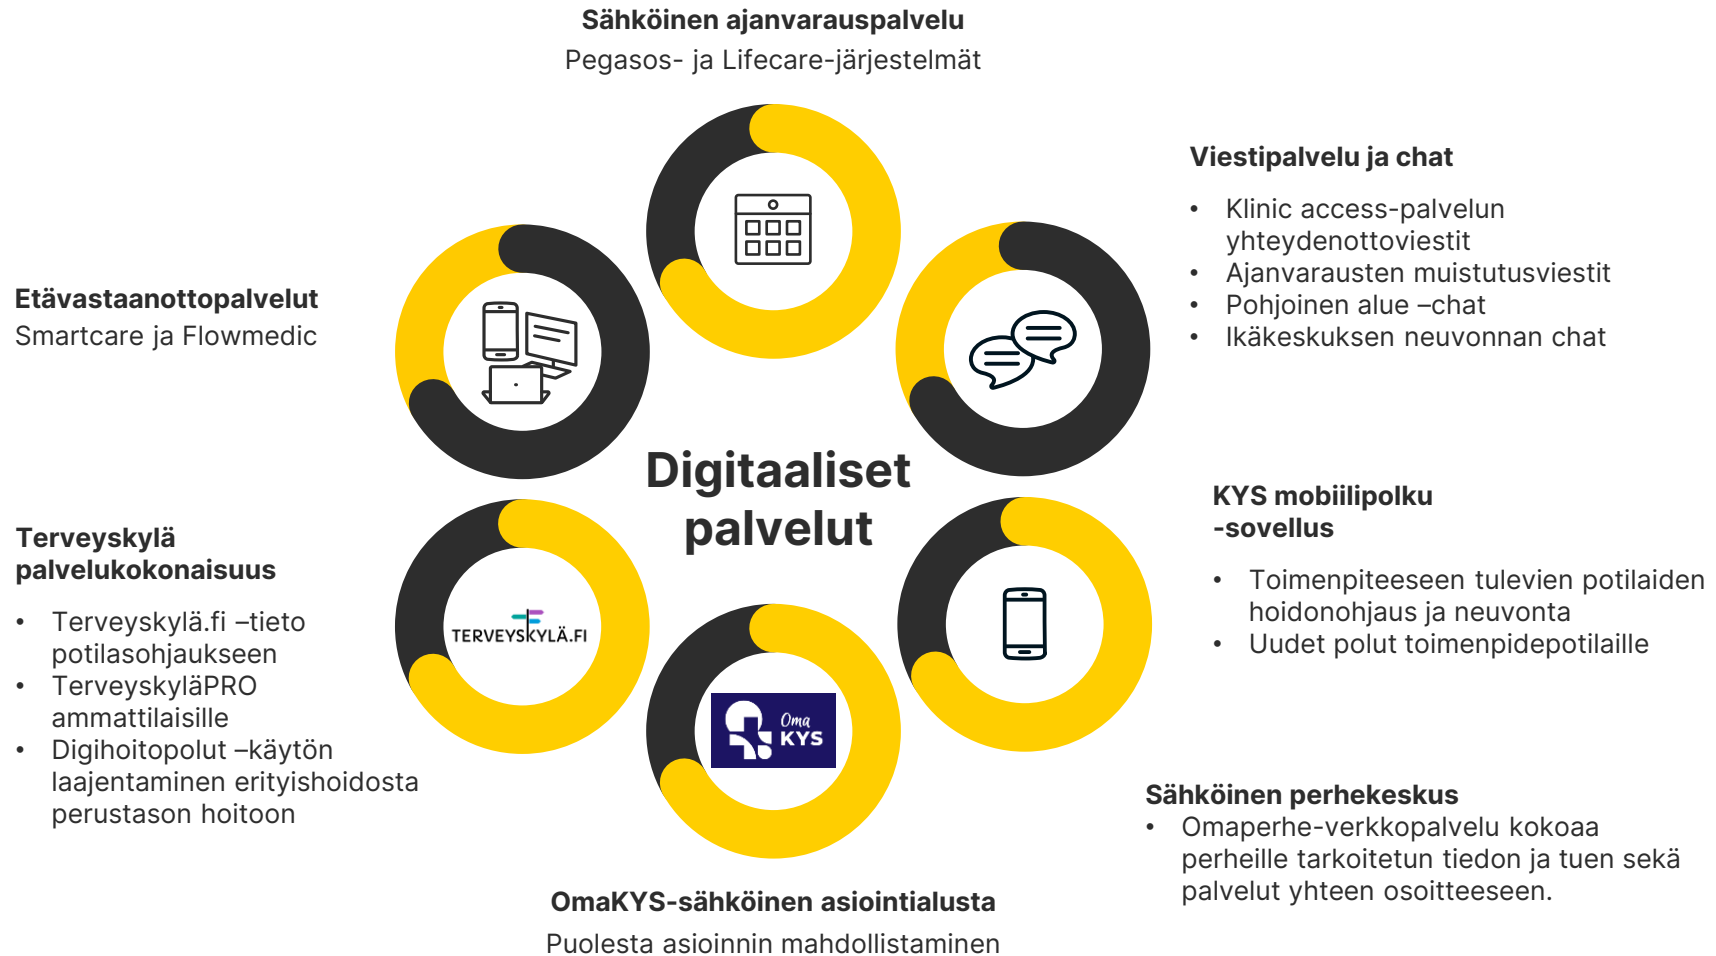 Sähköinen ajanvarauspalvelu
Pegasos- ja Lifecare-järjestelmät
Viestipalvelu ja chat
• Klinic access-palvelun
yhteydenottoviestit
• Ajanvarausten muistutusviestit
• Pohjoinen alue –chat
• Ikäkeskuksen neuvonnan chat
Etävastaanottopalvelut
Smartcare ja Flowmedic
Digitaaliset
palvelut
KYS mobiilipolku
-sovellus
• Toimenpiteeseen tulevien potilaiden
hoidonohjaus ja neuvonta
• Uudet polut toimenpidepotilaille
Terveyskylä
palvelukokonaisuus
• Terveyskylä.fi –tieto
potilasohjaukseen
• TerveyskyläPRO
ammattilaisille
• Digihoitopolut –käytön
laajentaminen erityishoidosta
perustason hoitoon
TERVEYSKYLÄ.FI
Oma
KYS
Sähköinen perhekeskus
• Omaperhe-verkkopalvelu kokoaa
perheille tarkoitetun tiedon ja tuen sekä
palvelut yhteen osoitteeseen.
OmaKYS-sähköinen asiointialusta
Puolesta asioinnin mahdollistaminen